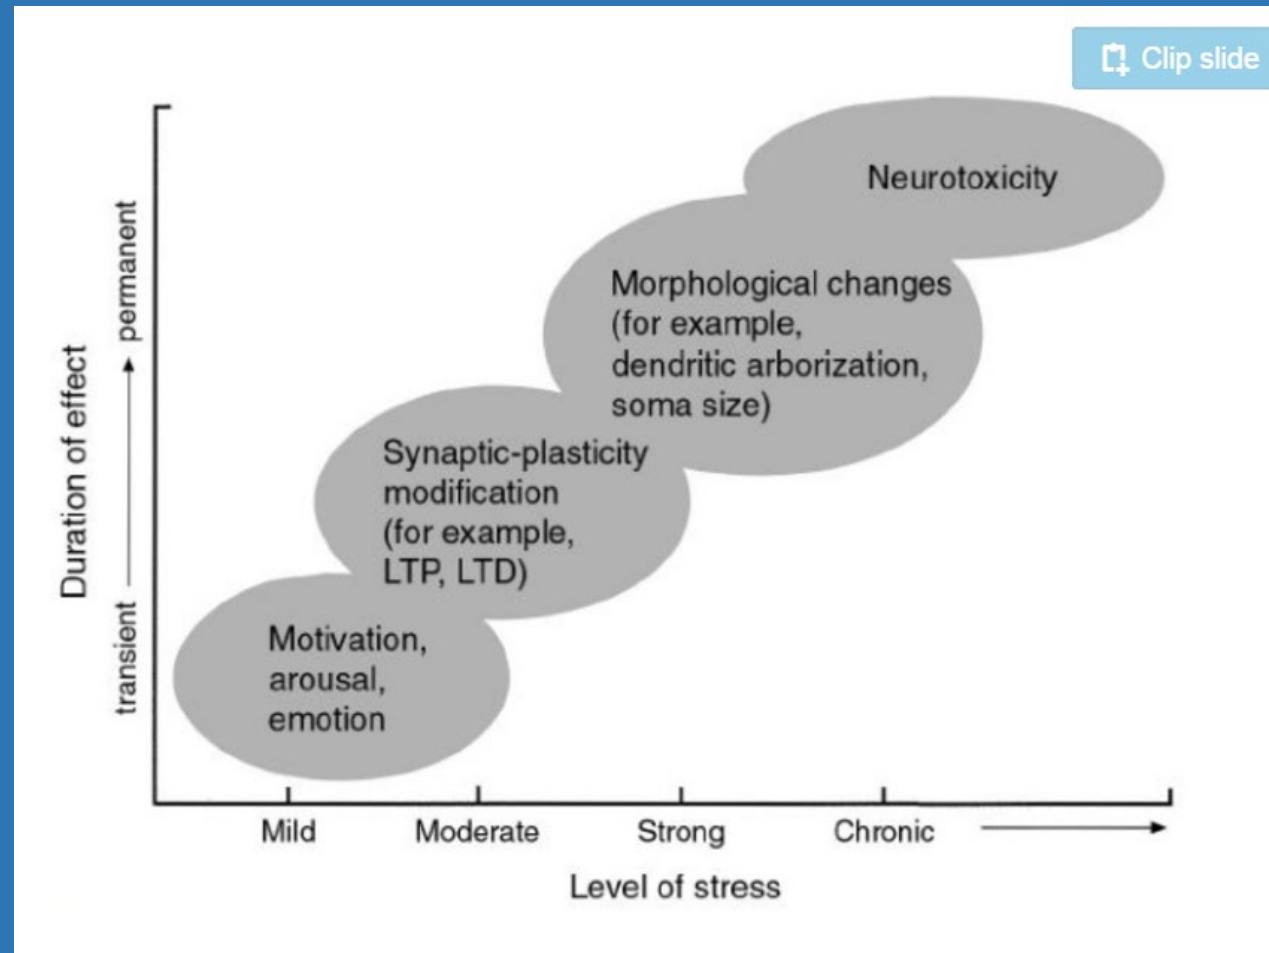 Clip slide
Neurotoxicity
Morphological changes
(for example,
dendritic arborization,
soma size)
Synaptic-plasticity
modification
(for example,
LTP, LTD)
Motivation,
arousal,
emotion
Duration of effect
transient
permanent
Mild
Moderate
Strong
Chronic
Level of stress